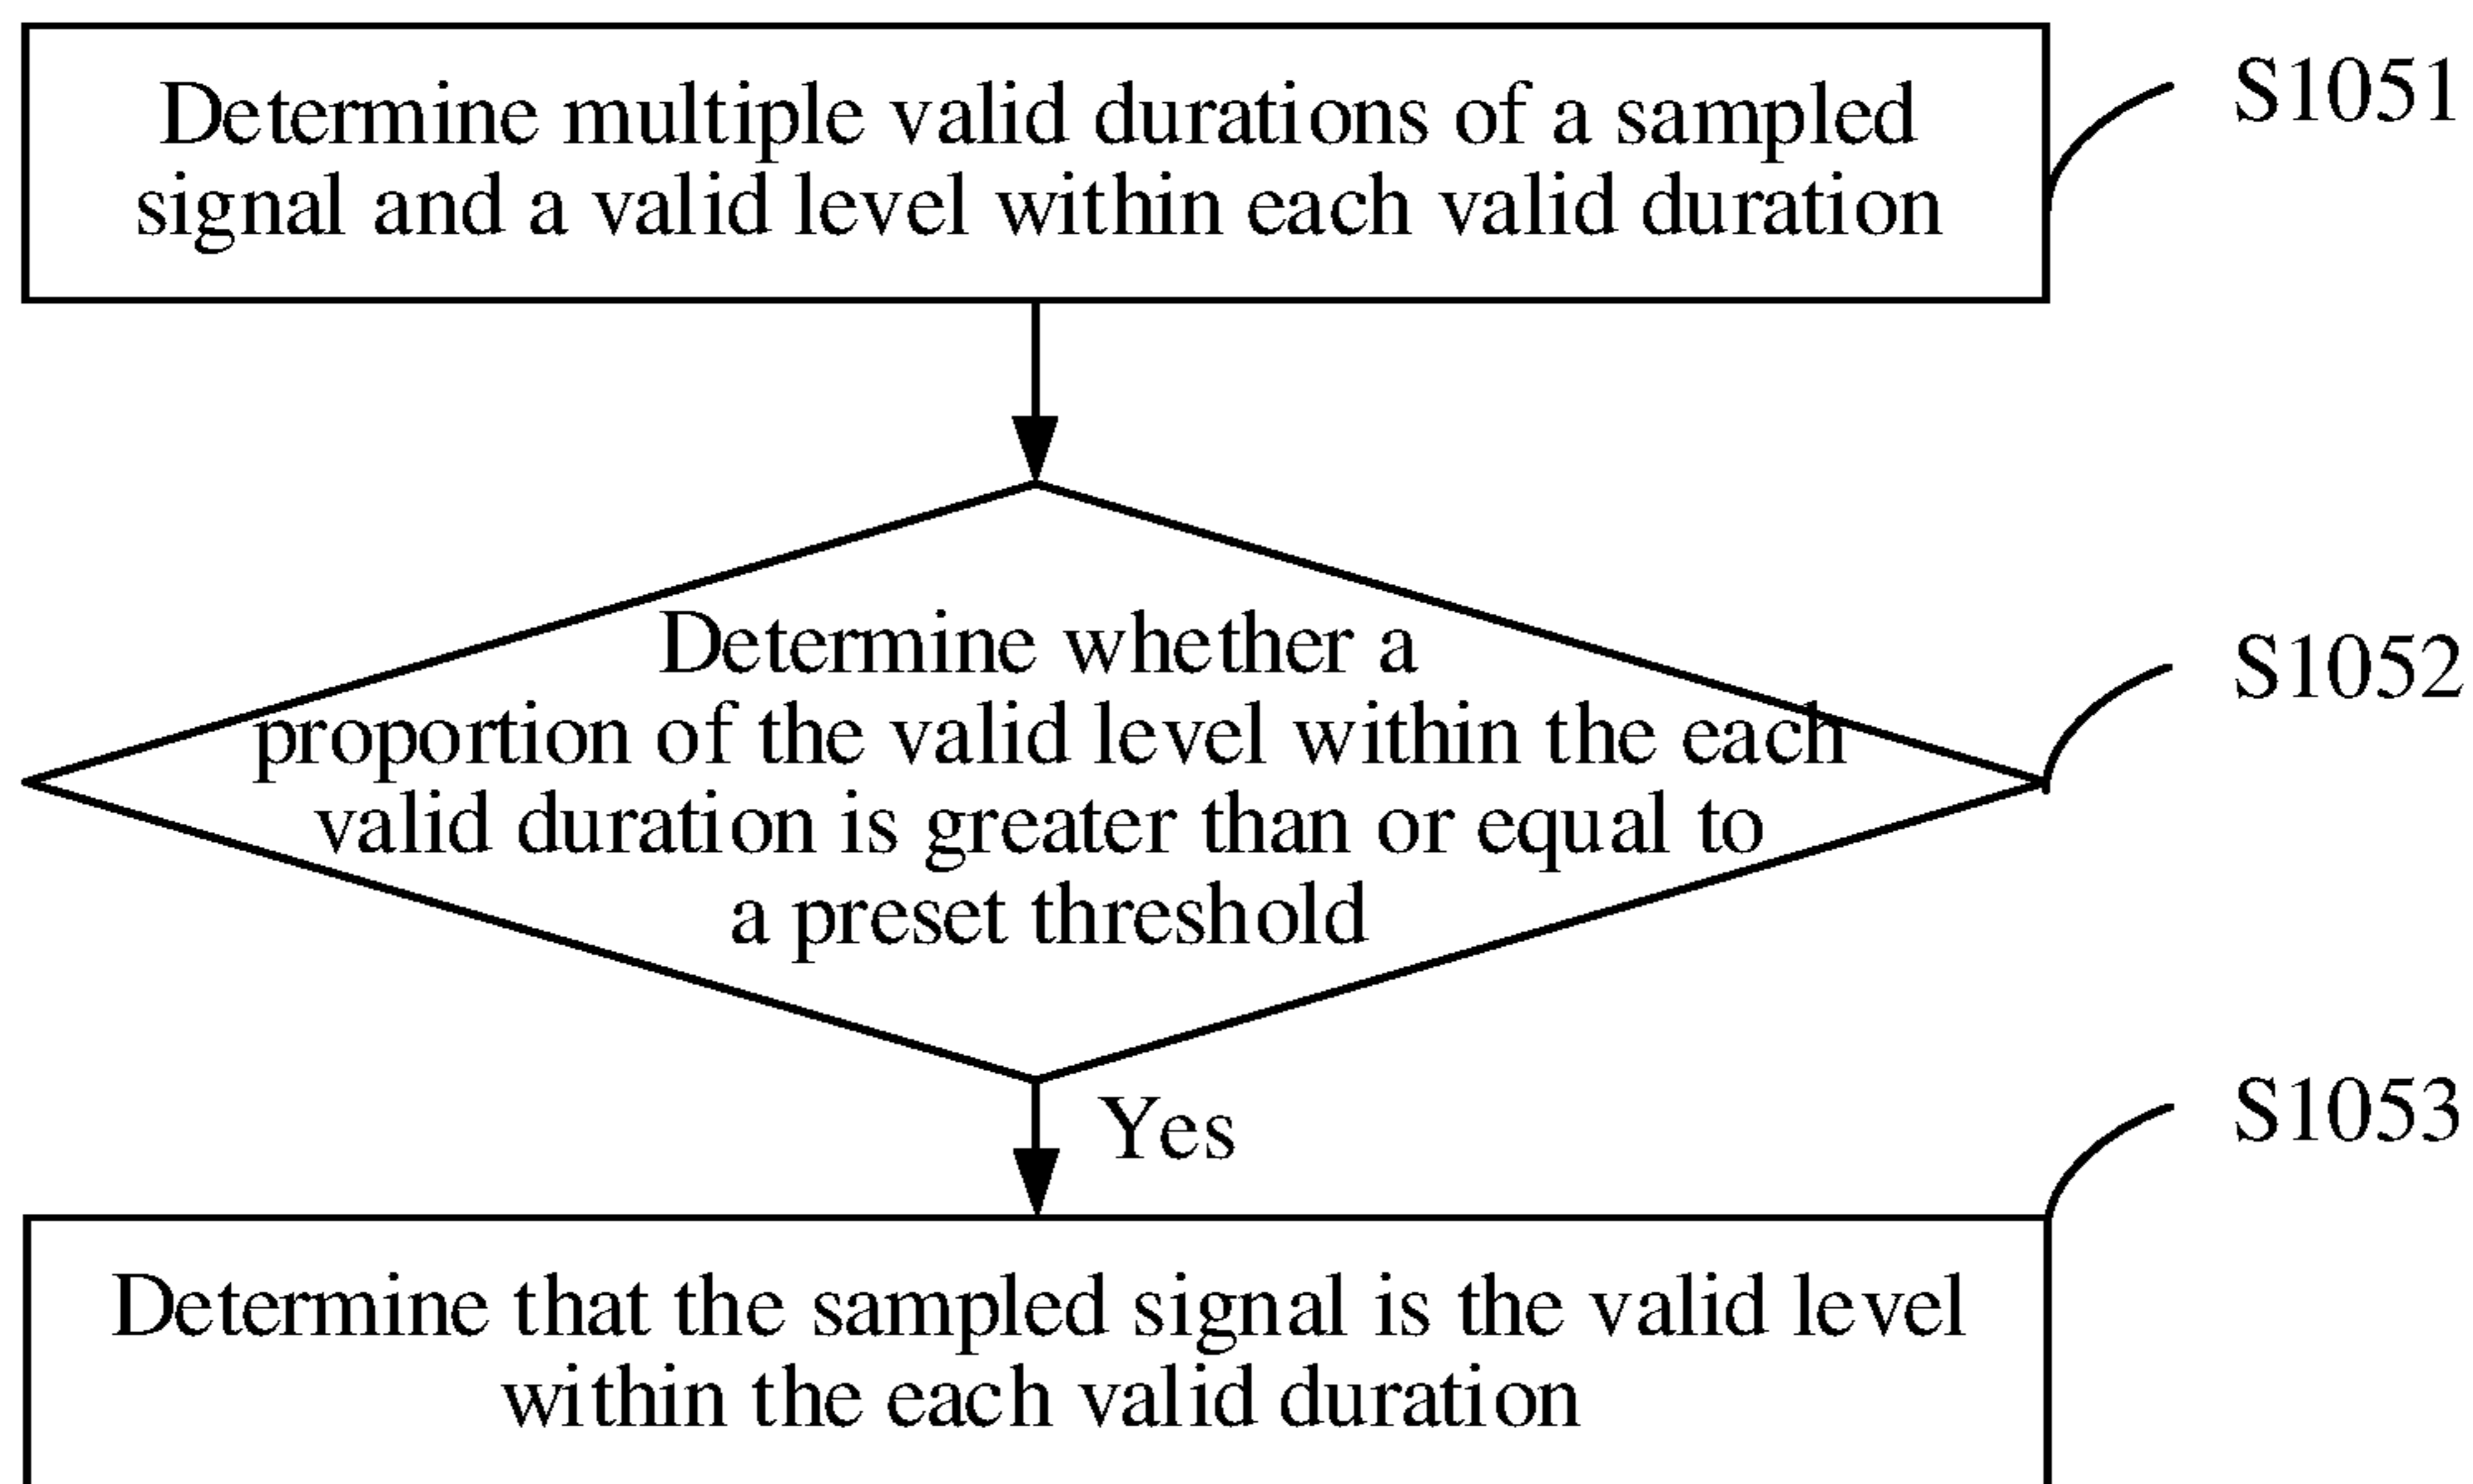 Determine multiple valid durations of a sampled
signal and a valid level within each valid duration
S1051
Determine whether a
proportion of the valid level within the each
valid duration is greater than or equal to
a preset threshold
S1052
Yes
S1053
Determine that the sampled signal is the valid level
within the each valid duration